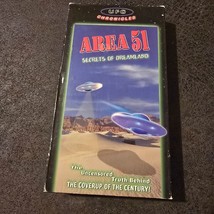 UFO
CHRONICLES
AREA 51
SECRETS OF DREAMLAND
The
Uncensored
Truth Behind
THE COVERUP OF THE CENTURY!